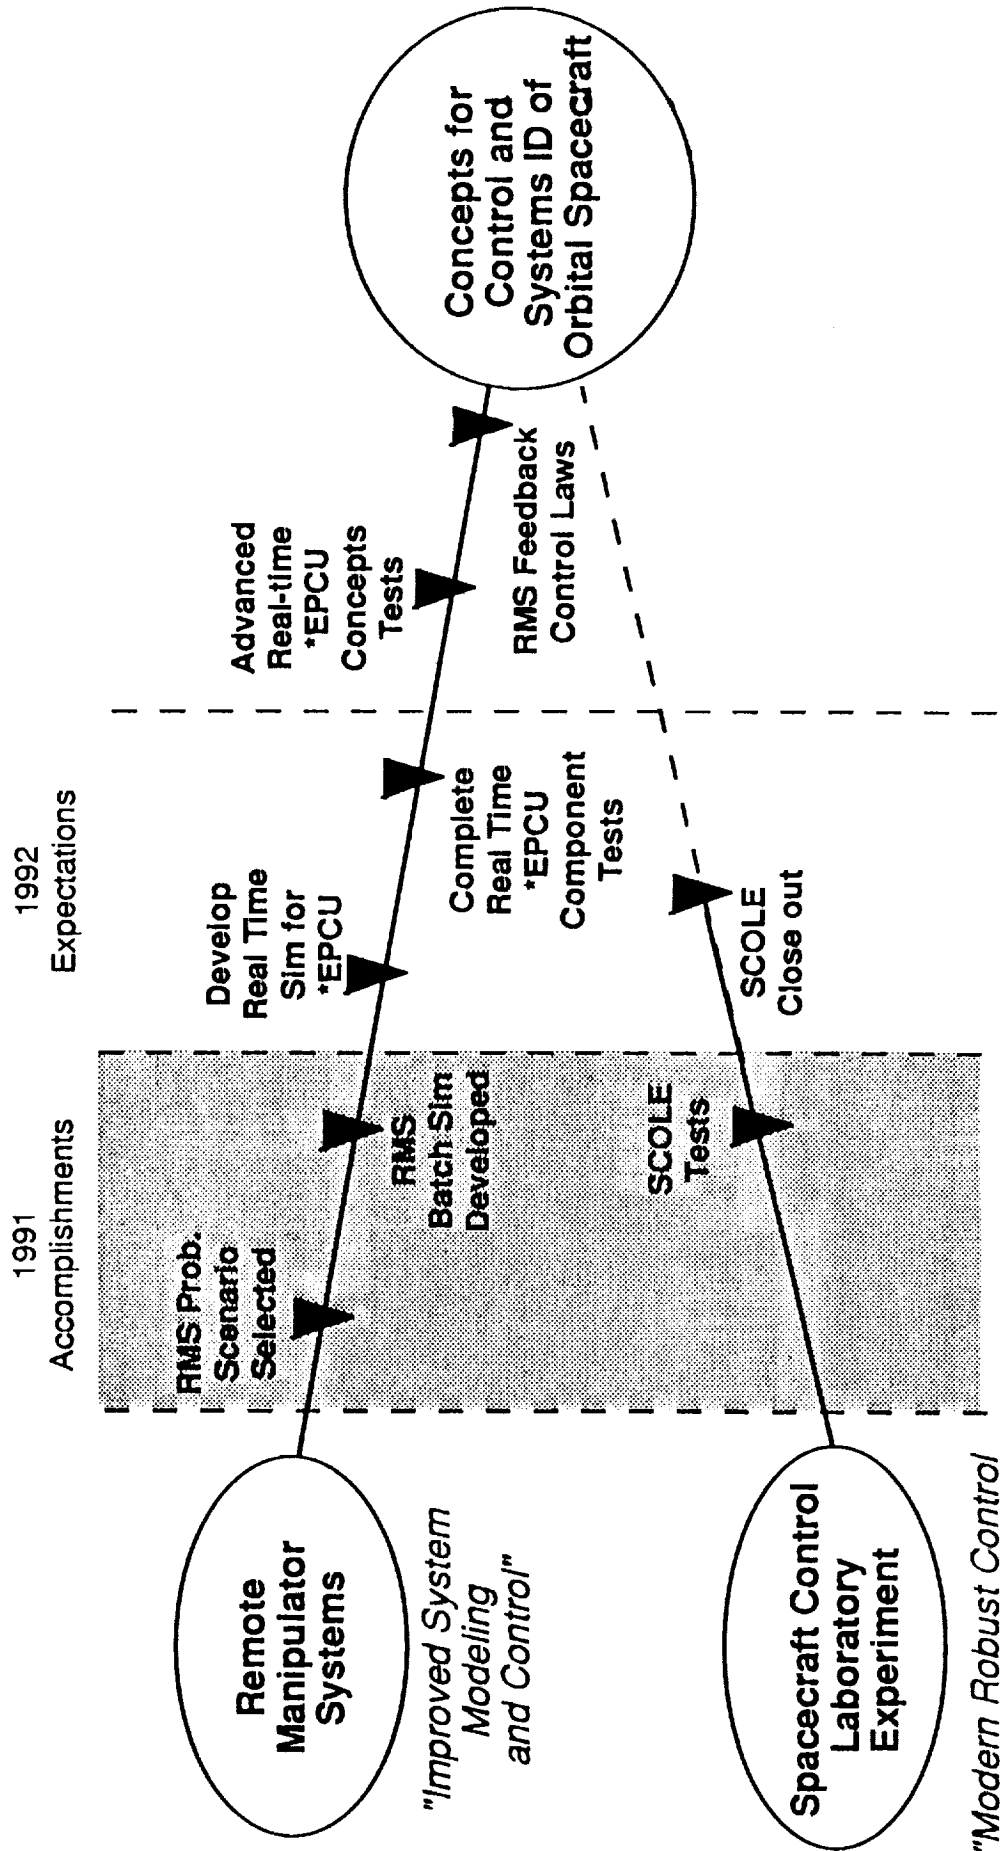 1991
Accomplishments
1992
Expectations
Remote
Manipulator
Systems
"Improved System
Modeling
and Control"
RMS Prob.
Scenario
Selected
RMS
Batch Sim
Developed
Develop
Real Time
Sim for
*EPCU
Complete
Real Time
*EPCU
Component
Tests
Advanced
Real-time
*EPCU
Concepts
Tests
RMS Feedback
Control Laws
Concepts for
Control and
Systems ID of
Orbital Spacecraft
Spacecraft Control
Laboratory
Experiment
"Modern Robust Control
SCOLE
Tests
SCOLE
Close out